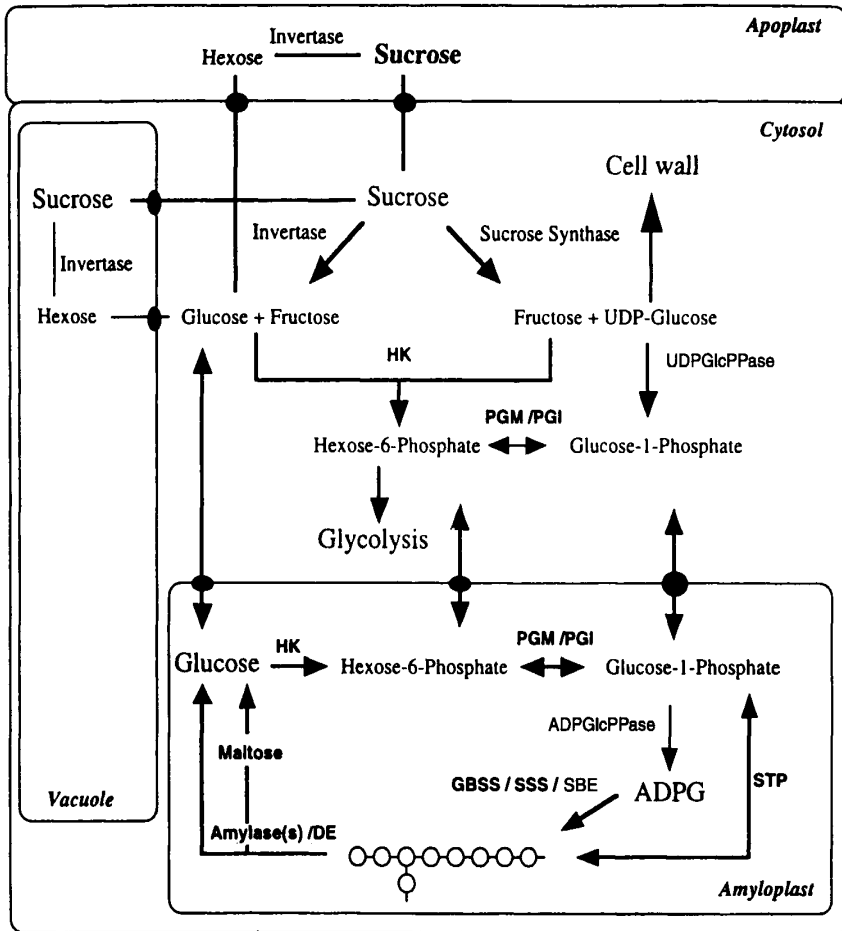 Apoplast
Invertase
Hexose
Sucrose
Cytosol
Cell wall
Sucrose
Sucrose
Invertase
Sucrose Synthase
Invertase
Hexose
Glucose + Fructose
Fructose + UDP-Glucose
HK
UDPGlcPPase
PGM /PGI
Hexose-6-Phosphate
Glucose-1-Phosphate
Glycolysis
HK
PGM /PGI
Glucose
Hexose-6-Phosphate
Glucose-1-Phosphate
ADPGlcPPase
Maltose
GBSS / SSS / SBE
ADPG
STP
Vacuole
Amylase(s) /DE
Amyloplast